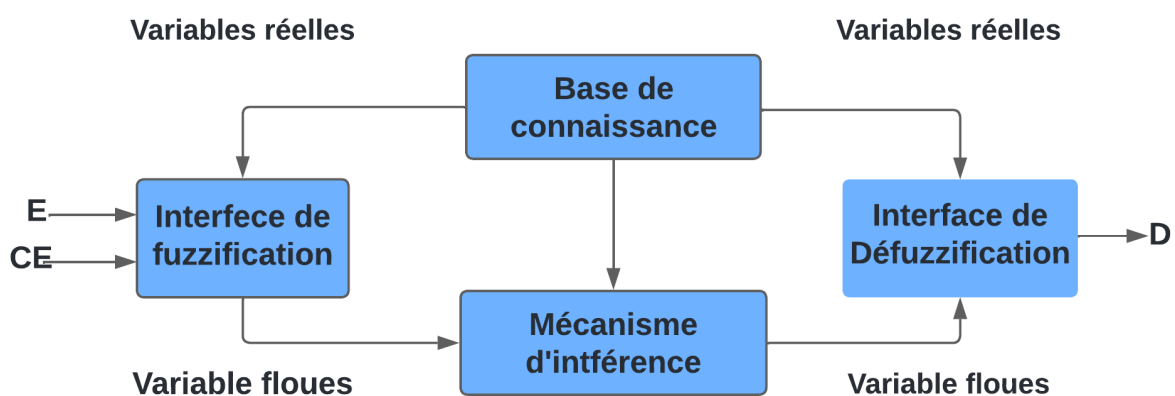 Variables réelles
Variables réelles
Base de
connaissance
E
CE
Interfece de
fuzzification
Interface de
Défuzzification
D
Mécanisme
d'intférence
Variable floues
Variable floues